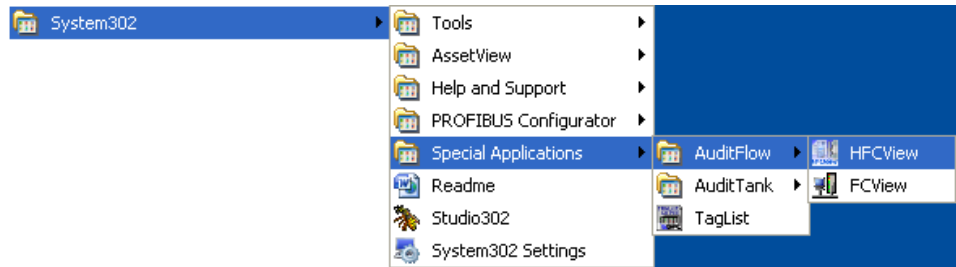 System302
Tools
AssetView
Help and Support
PROFIBUS Configurator
Special Applications
Readme
Studio302
System302 Settings
AuditFlow
AuditTank
TagList
HFCView
FCView